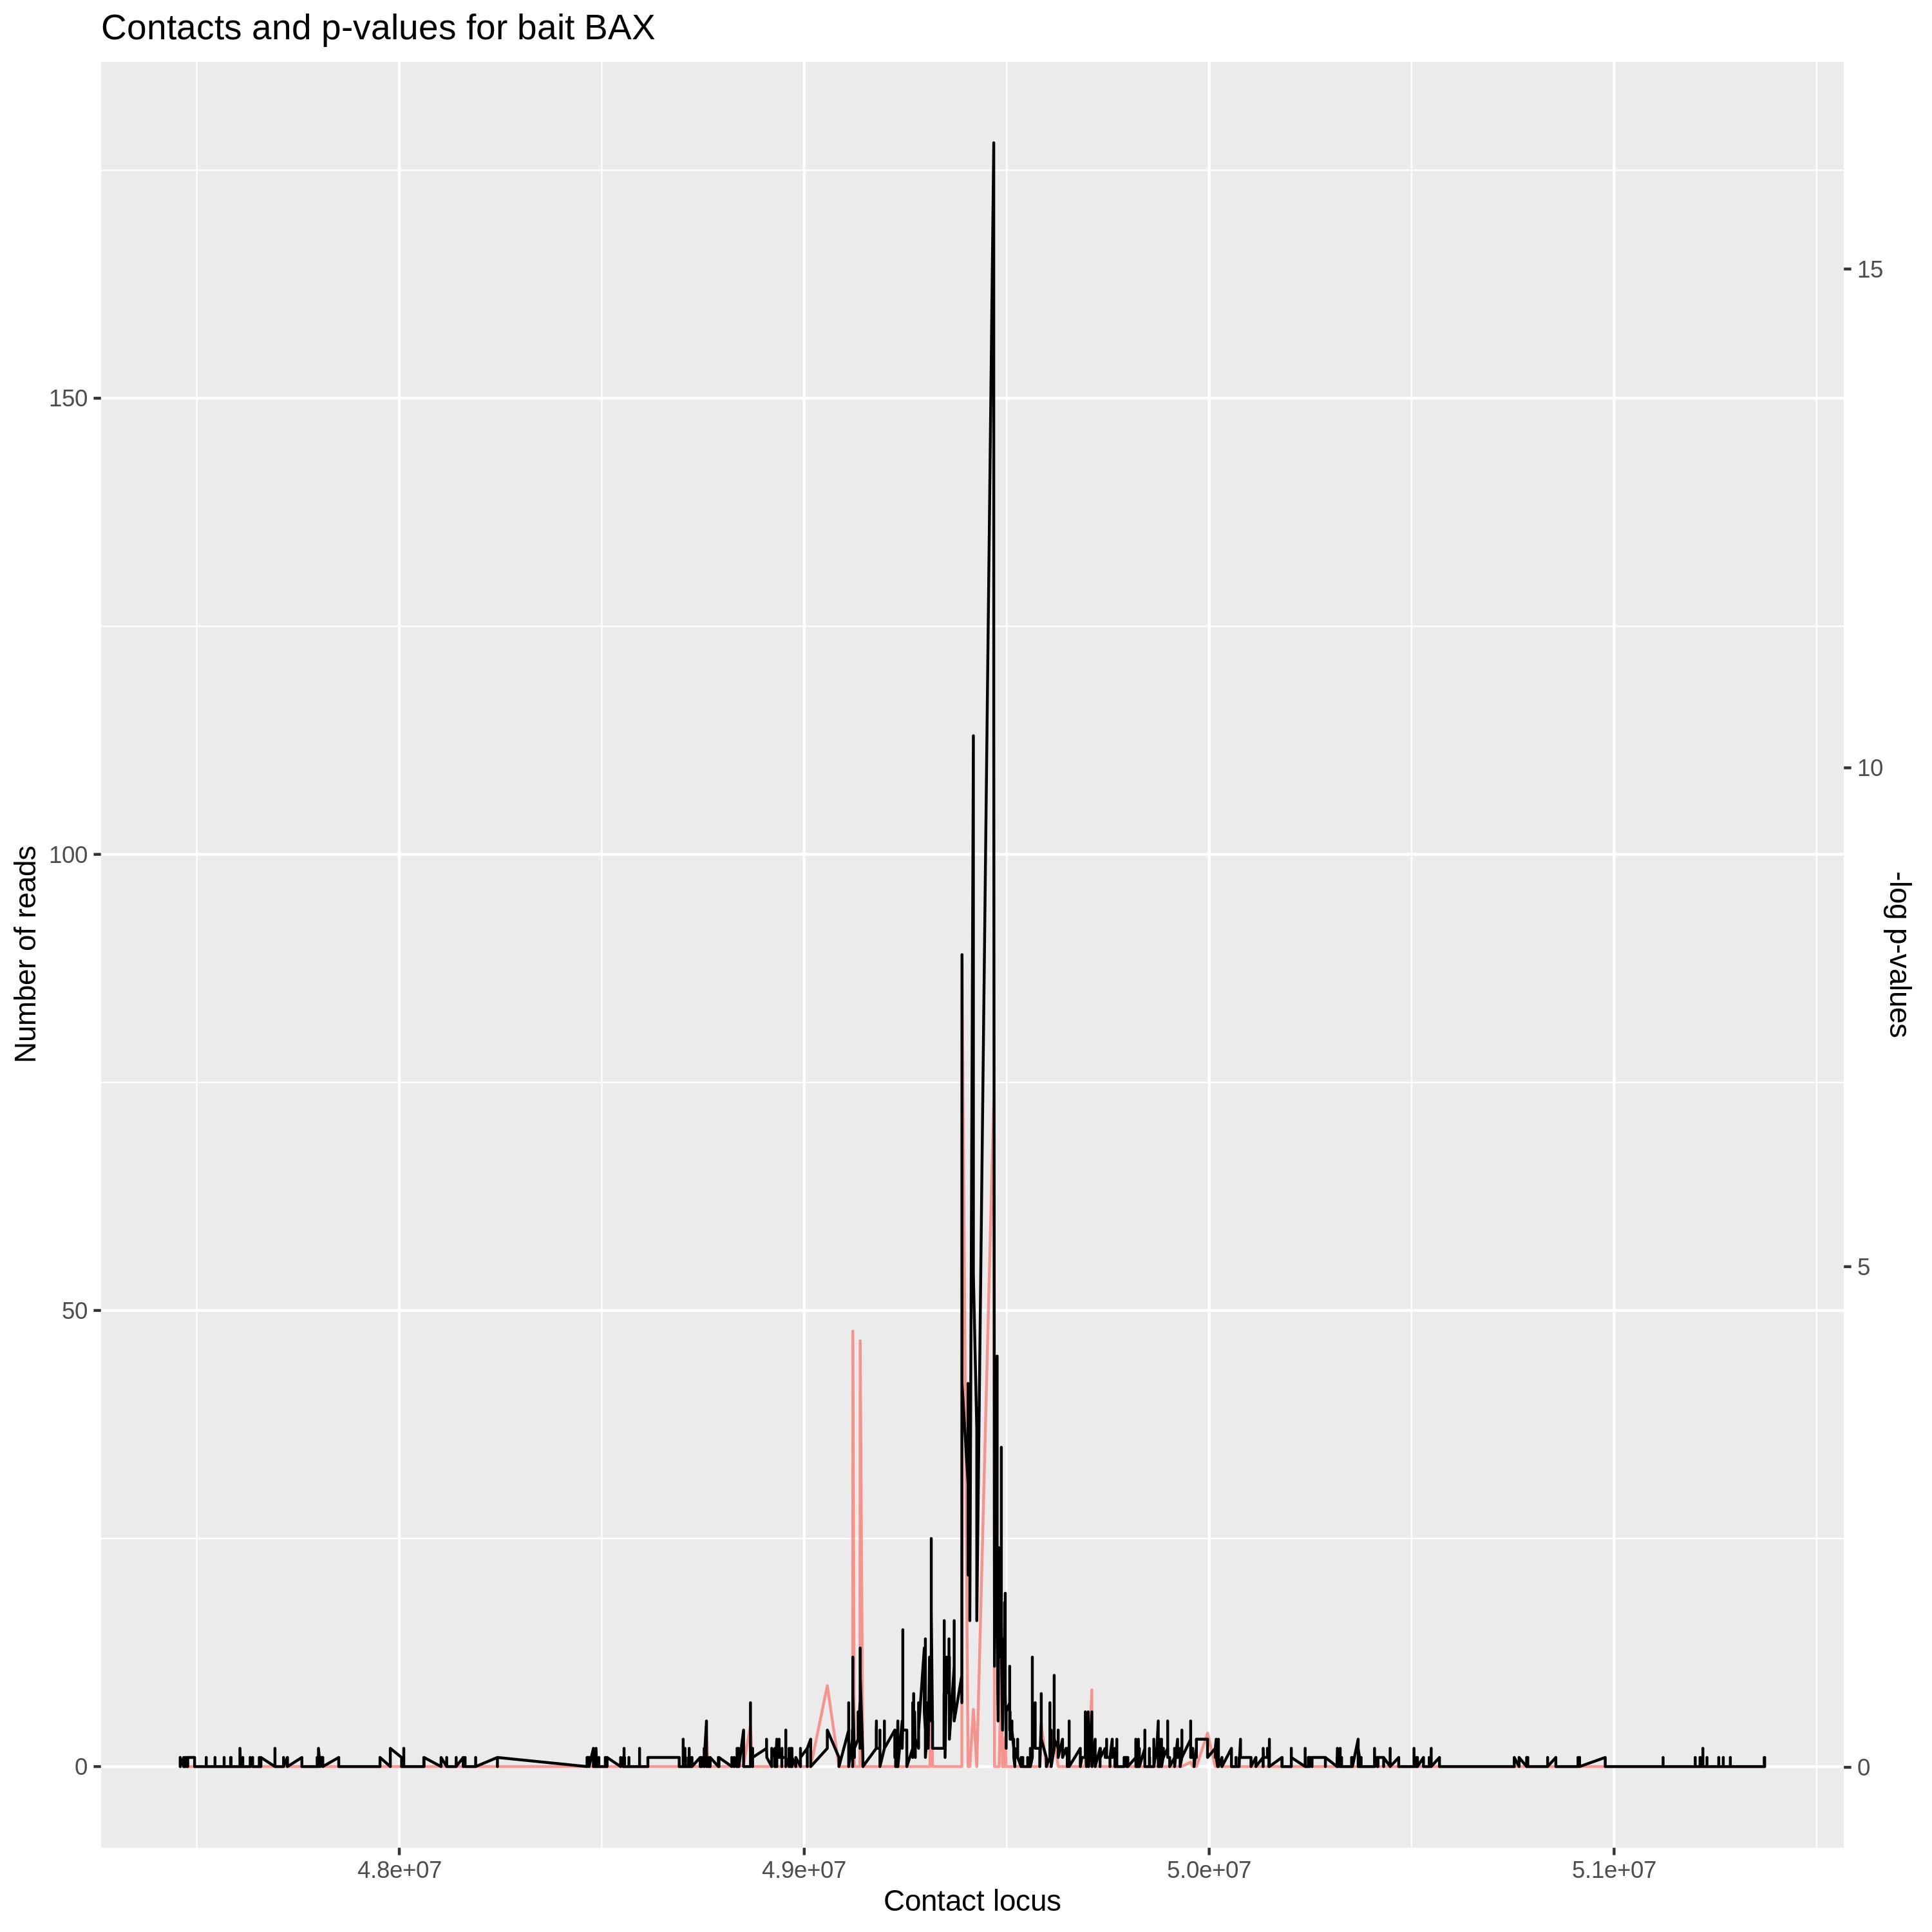 Contacts and p-values for bait BAX
15
150
10
100
Number of reads
-log p-values
50
5
0
0
4.8e+07
4.9e+07
5.0e+07
5.1e+07
Contact locus